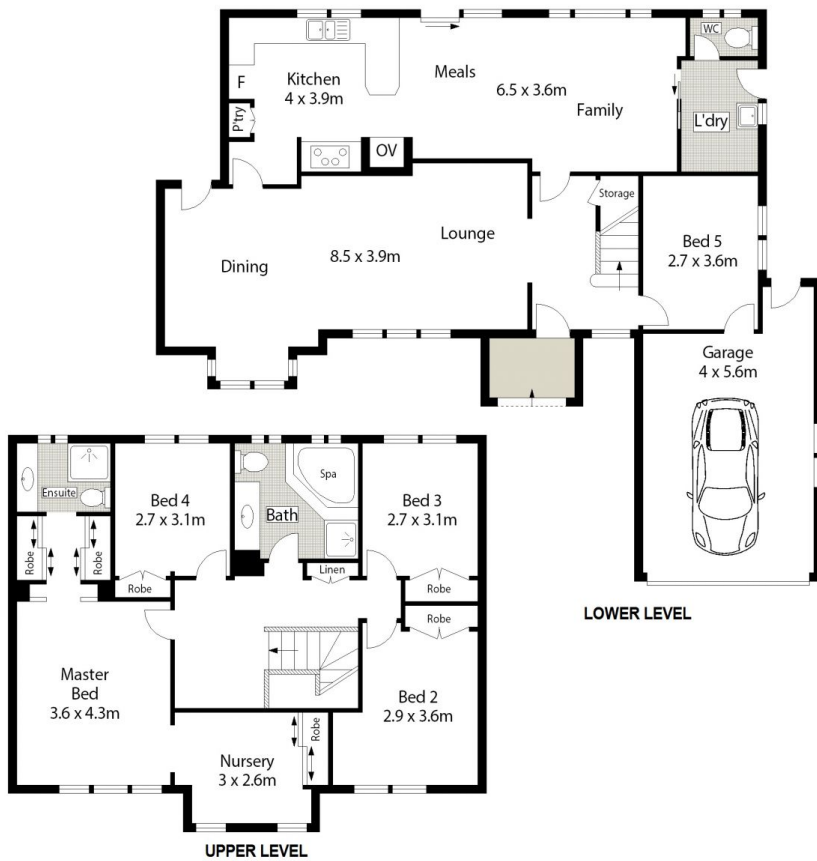 WC
Kitchen
4 x 3.9m
Meals
6.5 x 3.6m
Family
F
P'try
OV
L'dry
Storage
Lounge
8.5 x 3.9m
Dining
Bed 5
2.7 x 3.6m
Garage
4 x 5.6m
LOWER LEVEL
Ensuite
Bed 4
2.7 x 3.1m
Spa
Bath
Bed 3
2.7 x 3.1m
Robe
Robe
Robe
Linen
Robe
Robe
Master
Bed
3.6 x 4.3m
Bed 2
2.9 x 3.6m
Robe
Nursery
3 x 2.6m
UPPER LEVEL